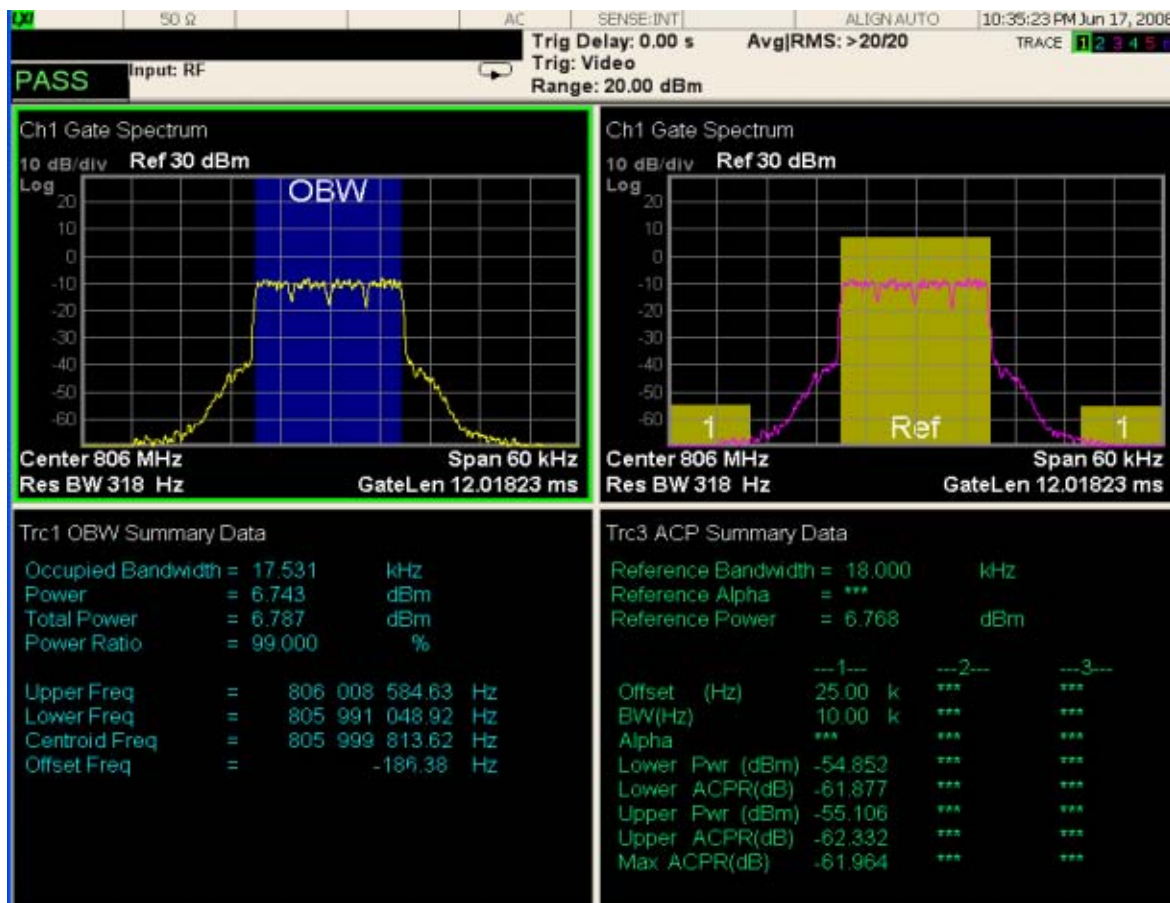 LXI 50 Ω AC SENSE:INT ALIGN AUTO 10:35:23 PM Jun 17, 2008
PASS Input: RF
Trig Delay: 0.00 s Avg|RMS: >20/20 TRACE 1 2 3 4 5
Trig: Video
Range: 20.00 dBm
Ch1 Gate Spectrum
10 dB/div Ref 30 dBm
Log
20
10
0
-10
-20
-30
-40
-50
-60
OBW
Center 806 MHz Span 60 kHz
Res BW 318 Hz GateLen 12.01823 ms
Ch1 Gate Spectrum
10 dB/div Ref 30 dBm
Log
20
10
0
-10
-20
-30
-40
-50
-60
1 Ref 1
Center 806 MHz Span 60 kHz
Res BW 318 Hz GateLen 12.01823 ms
Trc1 OBW Summary Data
Occupied Bandwidth = 17.531 kHz
Power = 6.743 dBm
Total Power = 6.787 dBm
Power Ratio = 99.000 %
Upper Freq = 806 008 584.63 Hz
Lower Freq = 805 991 048.92 Hz
Centroid Freq = 805 999 813.62 Hz
Offset Freq = -186.38 Hz
Trc3 ACP Summary Data
Reference Bandwidth = 18.000 kHz
Reference Alpha = ***
Reference Power = 6.768 dBm
---1--- ---2--- ---3---
Offset (Hz) 25.00 k *** ***
BW(Hz) 10.00 k *** ***
Alpha *** *** ***
Lower Pwr (dBm) -54.852 *** ***
Lower ACPR(dB) -61.877 *** ***
Upper Pwr (dBm) -55.106 *** ***
Upper ACPR(dB) -62.332 *** ***
Max ACPR(dB) -61.964 *** ***